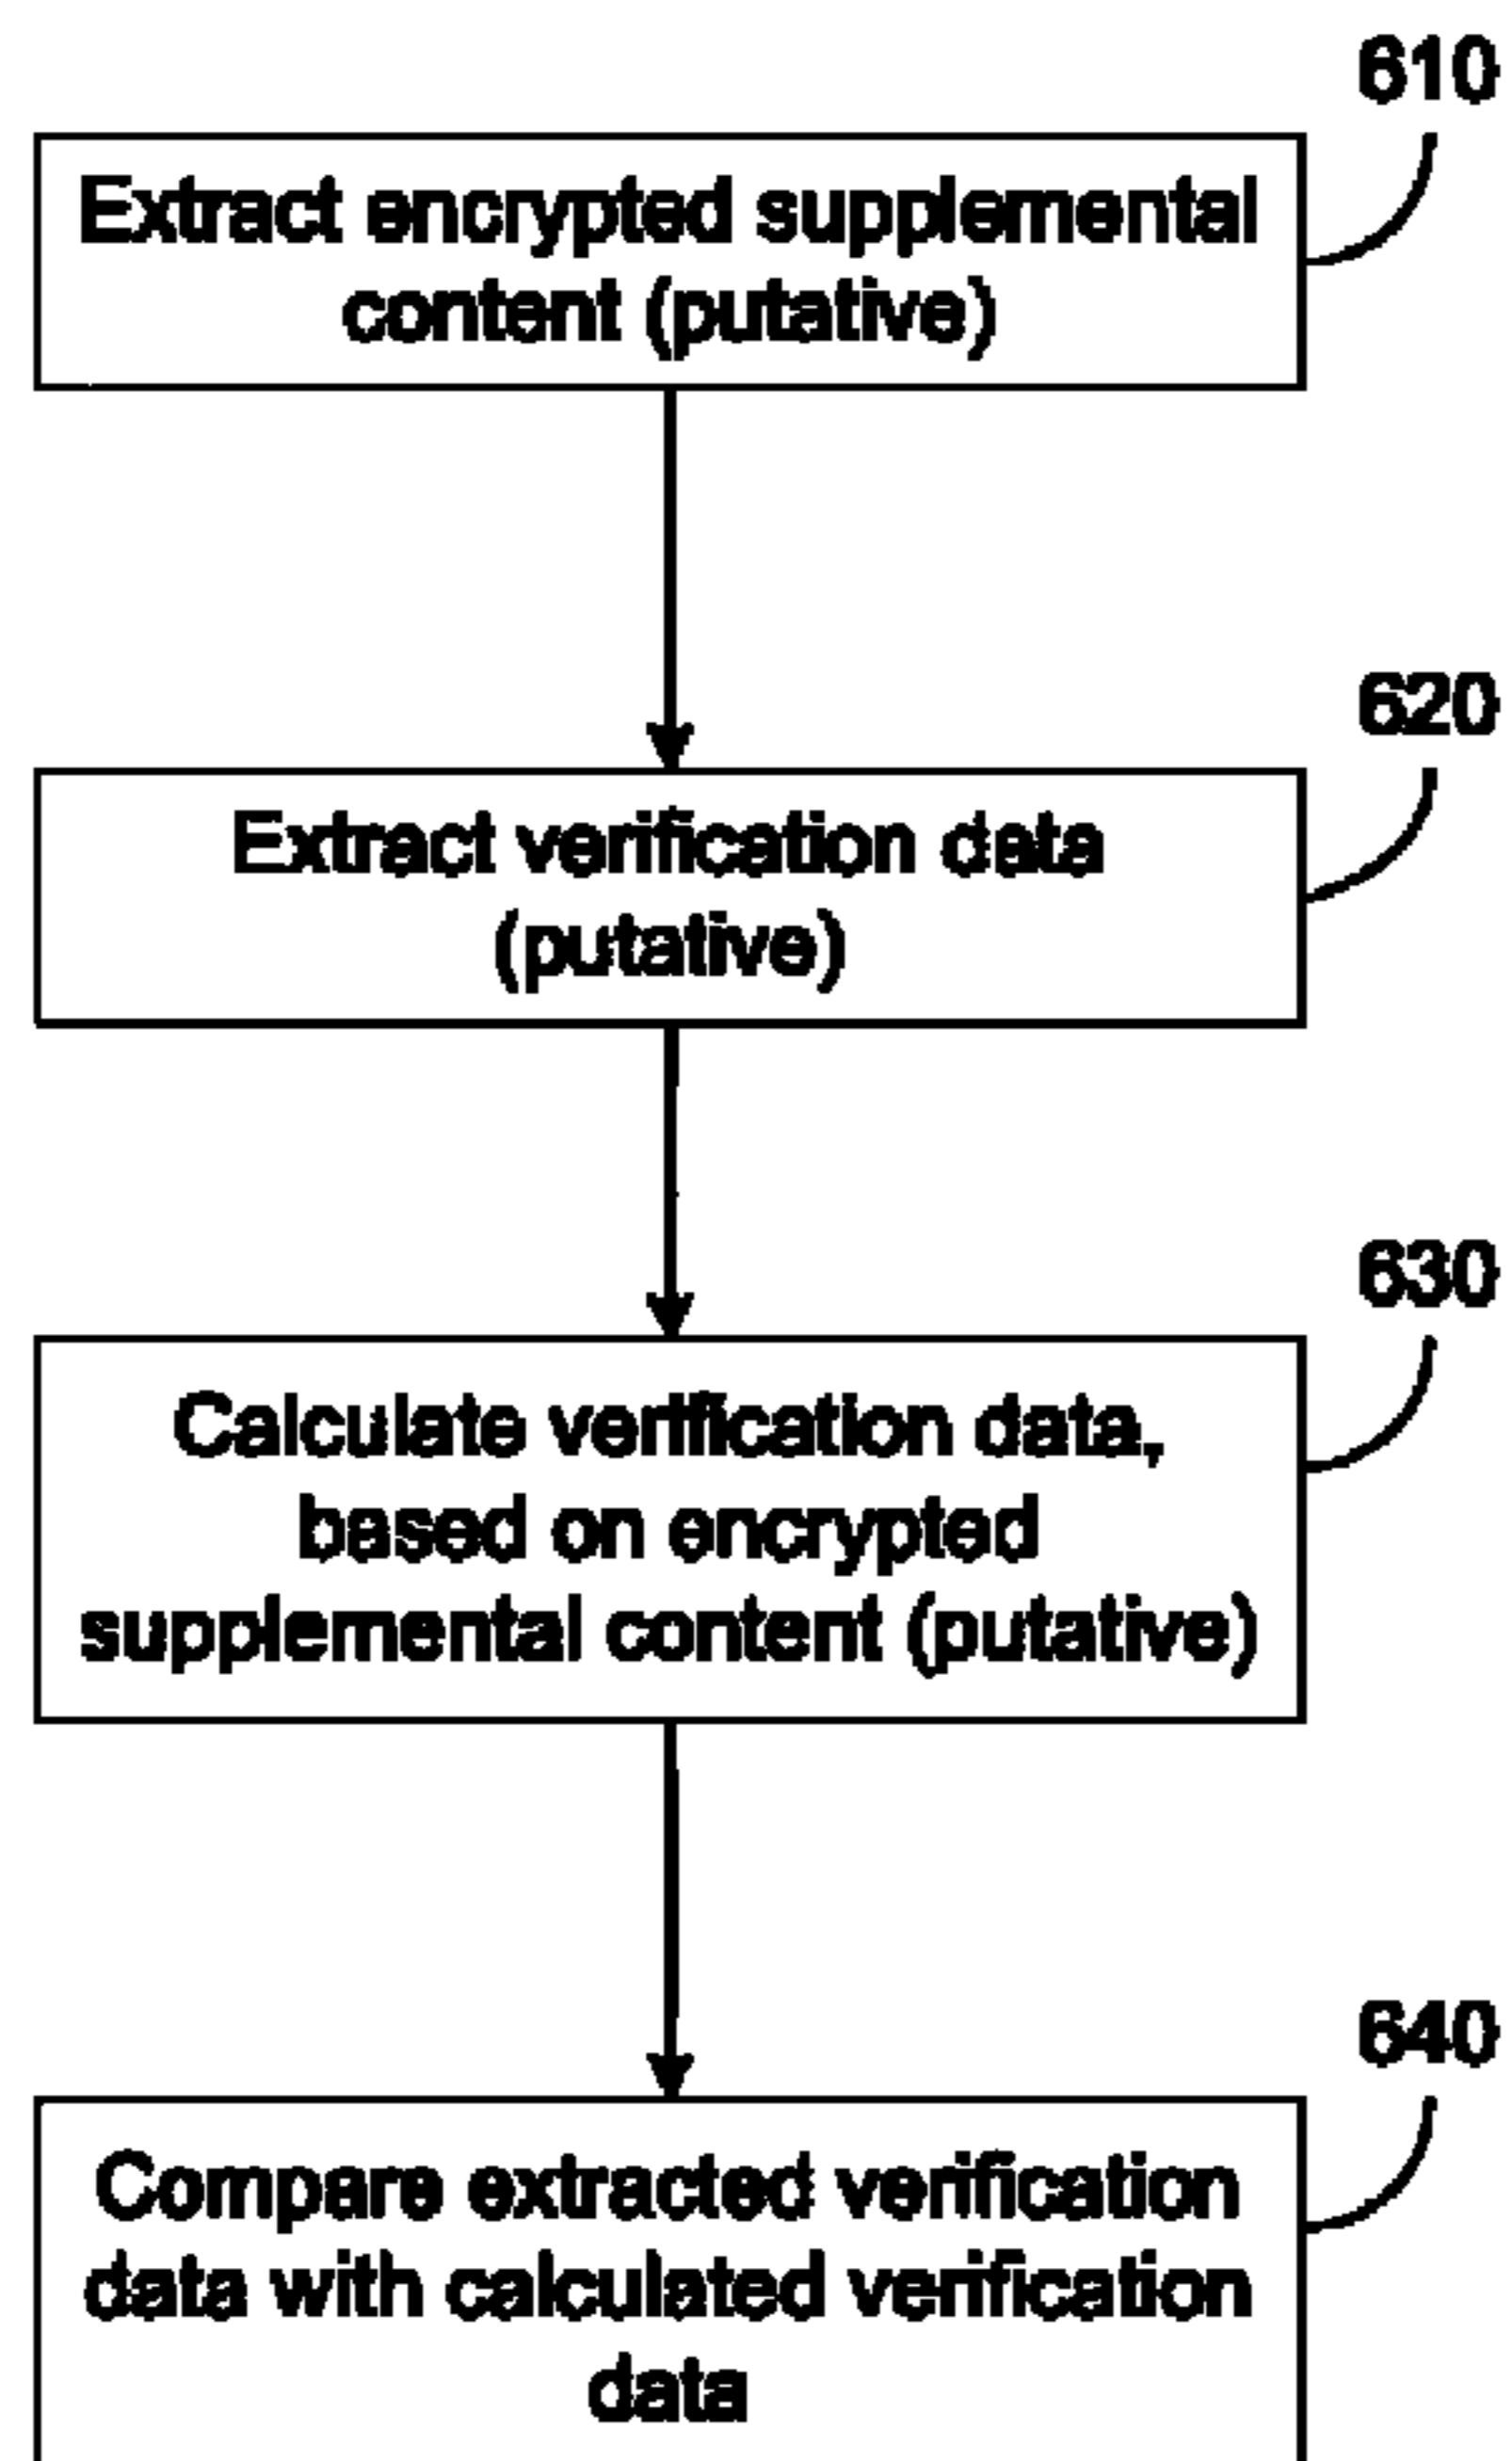 610
Extract encrypted supplemental
content (putative)
620
Extract verification data
(putative)
630
Calculate verification data,
based on encrypted
supplemental content (putative)
640
Compare extracted verification
data with calculated verification
data